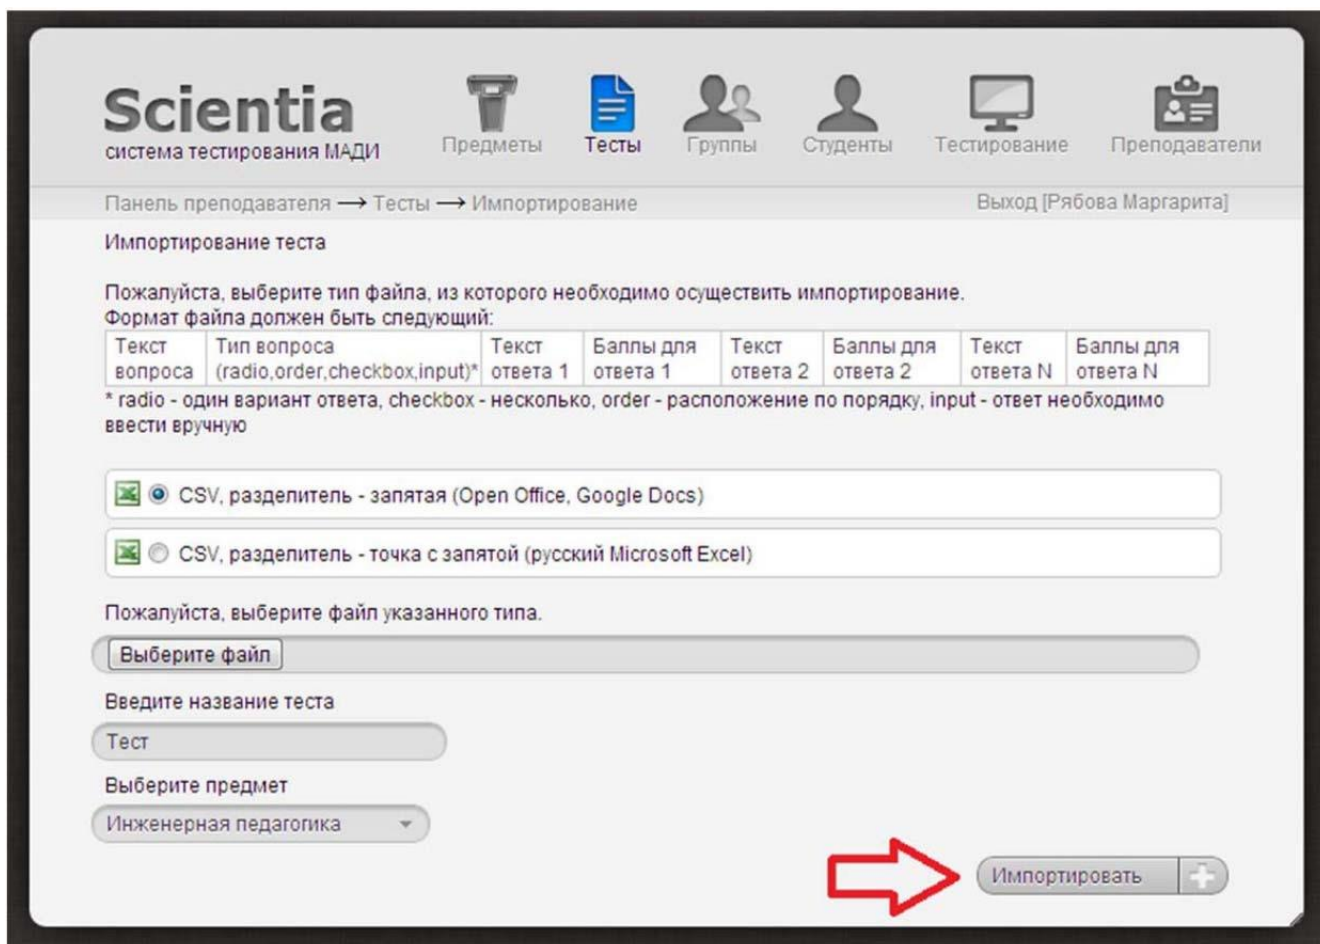 Scientia
система тестирования МАДИ
Предметы Тесты Группы Студенты Тестирование Преподаватели
Панель преподавателя → Тесты → Импортирование Выход [Рябова Маргарита]
Импортирование теста
Пожалуйста, выберите тип файла, из которого необходимо осуществить импортирование.
Формат файла должен быть следующий:
Текст Тип вопроса Текст Баллы для Текст Баллы для Текст Баллы для
вопроса (radio,order,checkbox,input)* ответа 1 ответа 1 ответа 2 ответа 2 ответа N ответа N
* radio - один вариант ответа, checkbox - несколько, order - расположение по порядку, input - ответ необходимо
ввести вручную
CSV, разделитель - запятая (Open Office, Google Docs)
CSV, разделитель - точка с запятой (русский Microsoft Excel)
Пожалуйста, выберите файл указанного типа.
Выберите файл
Введите название теста
Тест
Выберите предмет
Инженерная педагогика
Импортировать